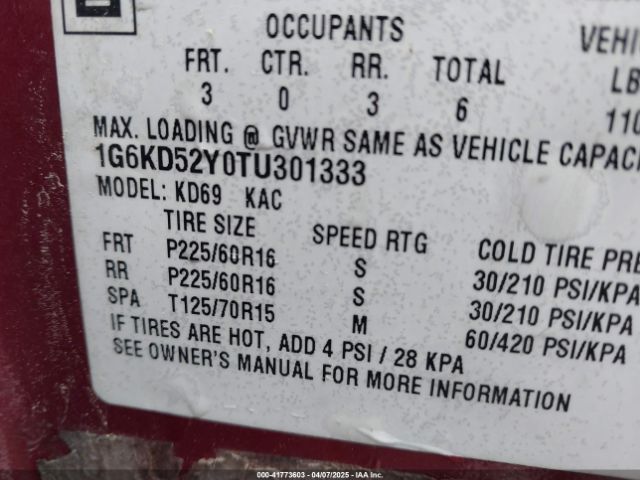 OCCUPANTS VEHI
FRT. CTR. RR. TOTAL LB
3 0 3 6 110
MAX. LOADING @ GVWR SAME AS VEHICLE CAPAC
1G6KD52Y0TU301333
MODEL: KD69 KAC
TIRE SIZE SPEED RTG COLD TIRE PRE
FRT P225/60R16 S 30/210 PSI/KPA
RR P225/60R16 S 30/210 PSI/KPA
SPA T125/70R15 M 60/420 PSI/KPA
IF TIRES ARE HOT, ADD 4 PSI / 28 KPA
SEE OWNER'S MANUAL FOR MORE INFORMATION
000-41773603 - 04/07/2025 - IAAI.com